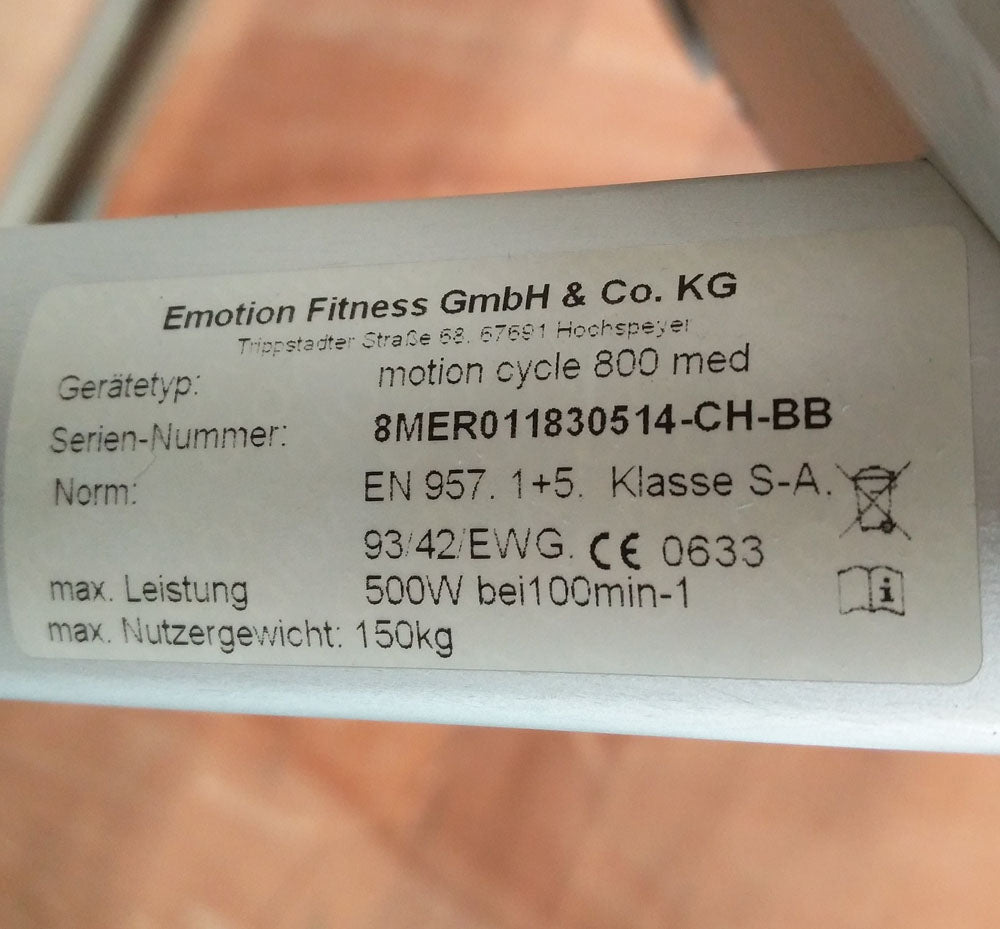 Emotion Fitness GmbH & Co. KG
Trippstadter Straße 68. 67691 Hochspeyer
Gerätetyp: motion cycle 800 med
Serien-Nummer: 8MER011830514-CH-BB
Norm: EN 957. 1+5. Klasse S-A.
93/42/EWG. CE 0633
max. Leistung 500W bei100min-1
max. Nutzergewicht: 150kg